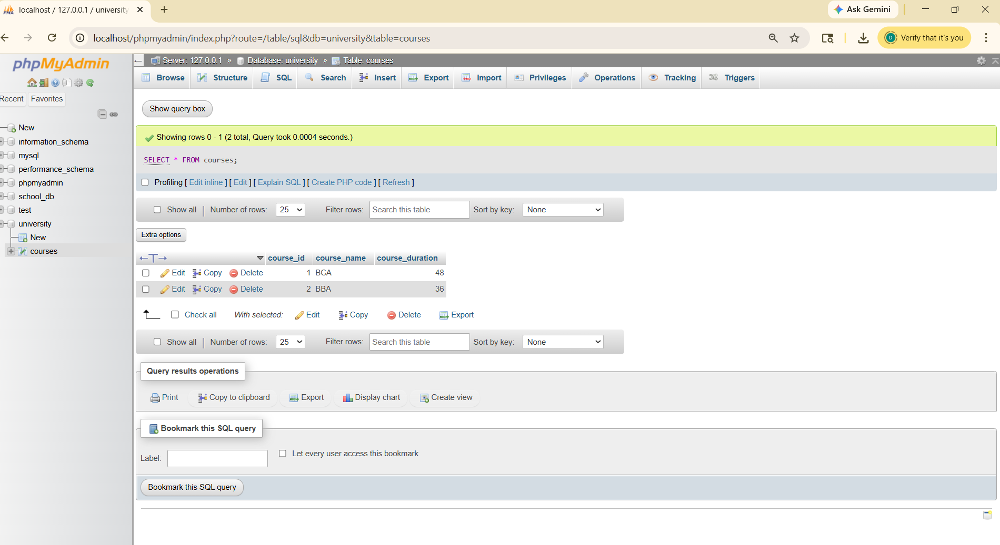 localhost / 127.0.0.1 / university
Ask Gemini
localhost/phpmyadmin/index.php?route=/table/sql&db=university&table=courses
D Verify that it's you
phpMyAdmin
Recent Favorites
New
information_schema
mysql
performance_schema
phpmyadmin
school_db
test
university
New
courses
Server: 127.0.0.1 » Database: university » Table: courses
Browse Structure SQL Search Insert Export Import Privileges Operations Tracking Triggers
Show query box
Showing rows 0 - 1 (2 total, Query took 0.0004 seconds.)
SELECT * FROM courses;
Profiling [ Edit inline ] [ Edit ] [ Explain SQL ] [ Create PHP code ] [ Refresh ]
Show all Number of rows: 25 Filter rows: Search this table Sort by key: None
Extra options
course_id course_name course_duration
Edit Copy Delete 1 BCA 48
Edit Copy Delete 2 BBA 36
Check all With selected: Edit Copy Delete Export
Show all Number of rows: 25 Filter rows: Search this table Sort by key: None
Query results operations
Print Copy to clipboard Export Display chart Create view
Bookmark this SQL query
Label: Let every user access this bookmark
Bookmark this SQL query